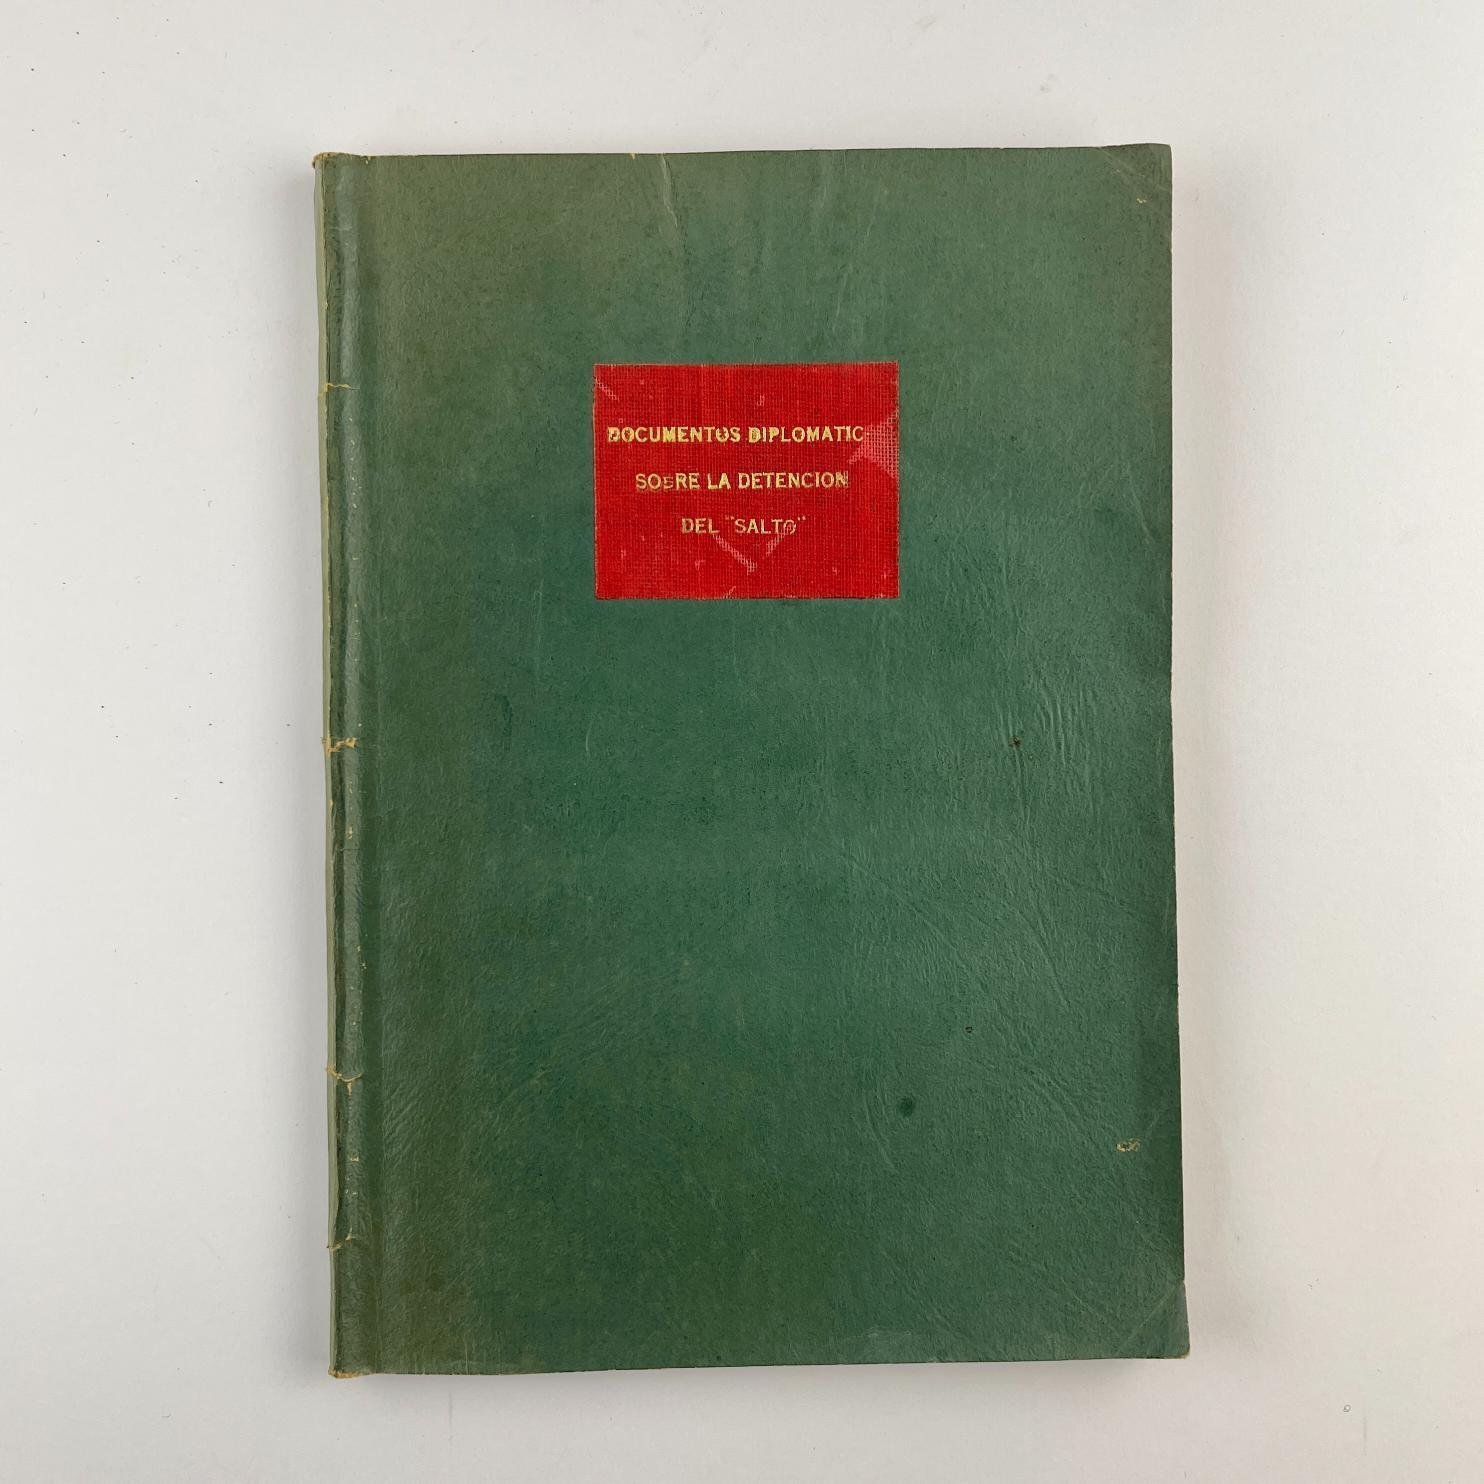 DOCUMENTOS DIPLOMATIC
SOBRE LA DETENCION
DEL "SALTO"